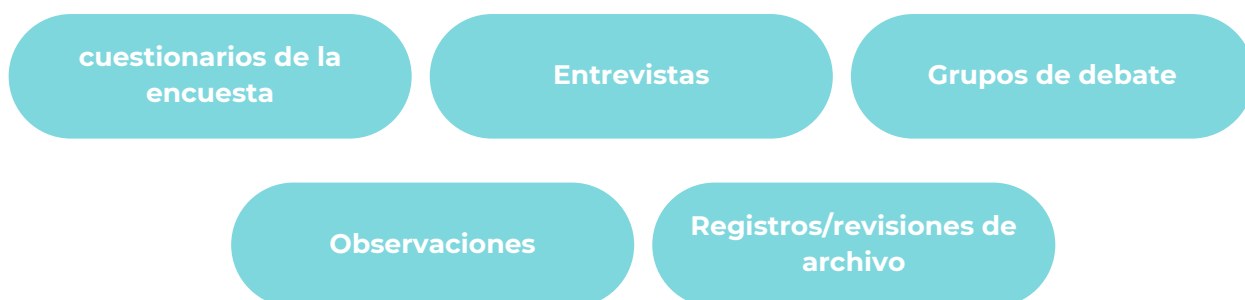 cuestionarios de la
encuesta
Entrevistas
Grupos de debate
Observaciones
Registros/revisiones de
archivo